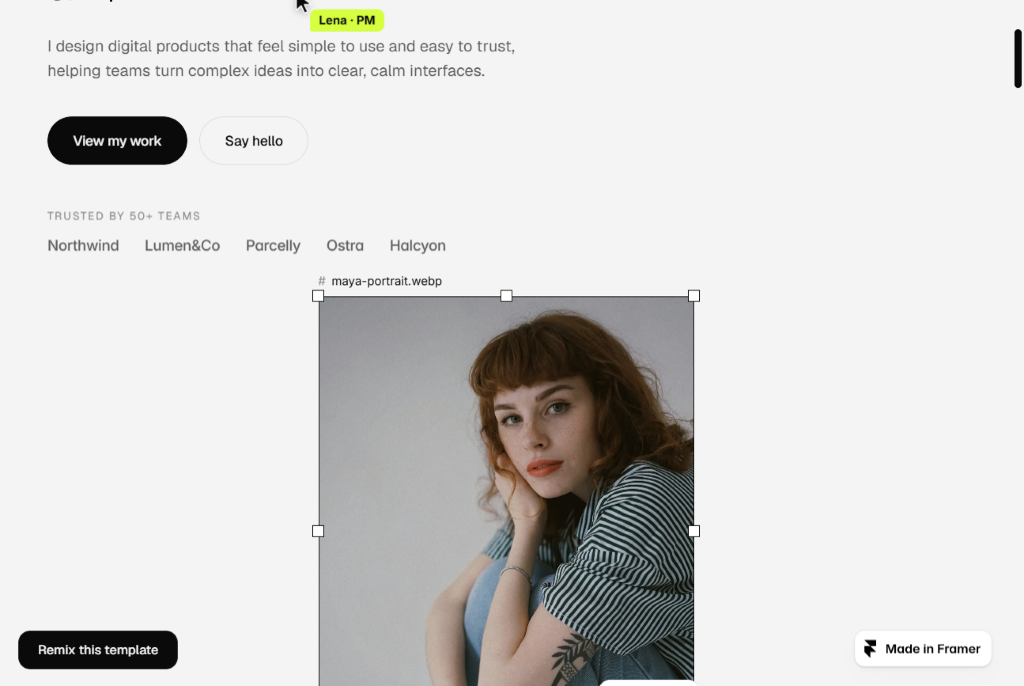 Lena · PM
I design digital products that feel simple to use and easy to trust,
helping teams turn complex ideas into clear, calm interfaces.
View my work
Say hello
TRUSTED BY 50+ TEAMS
Northwind Lumen&Co Parcelly Ostra Halcyon
# maya-portrait.webp
Remix this template
Made in Framer